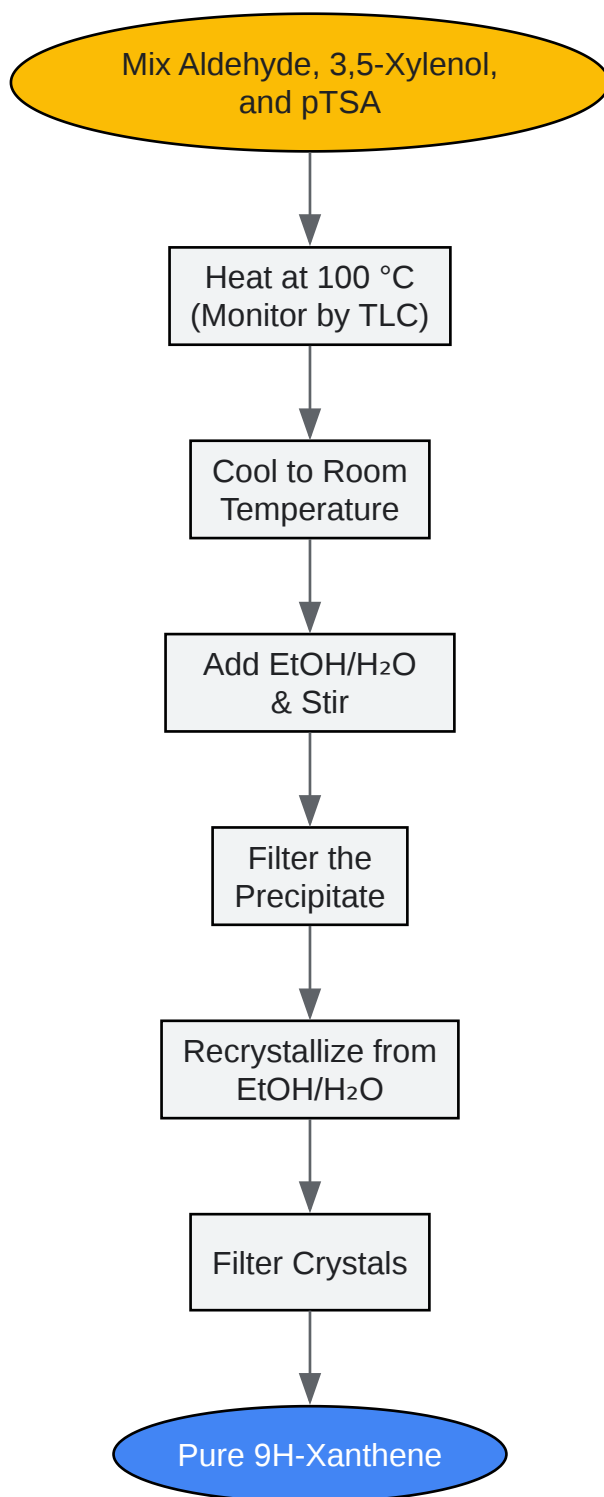 Mix Aldehyde, 3,5-Xylenol,
and pTSA
Heat at 100 °C
(Monitor by TLC)
Cool to Room
Temperature
Add EtOH/H₂O
& Stir
Filter the
Precipitate
Recrystallize from
EtOH/H₂O
Filter Crystals
Pure 9H-Xanthene